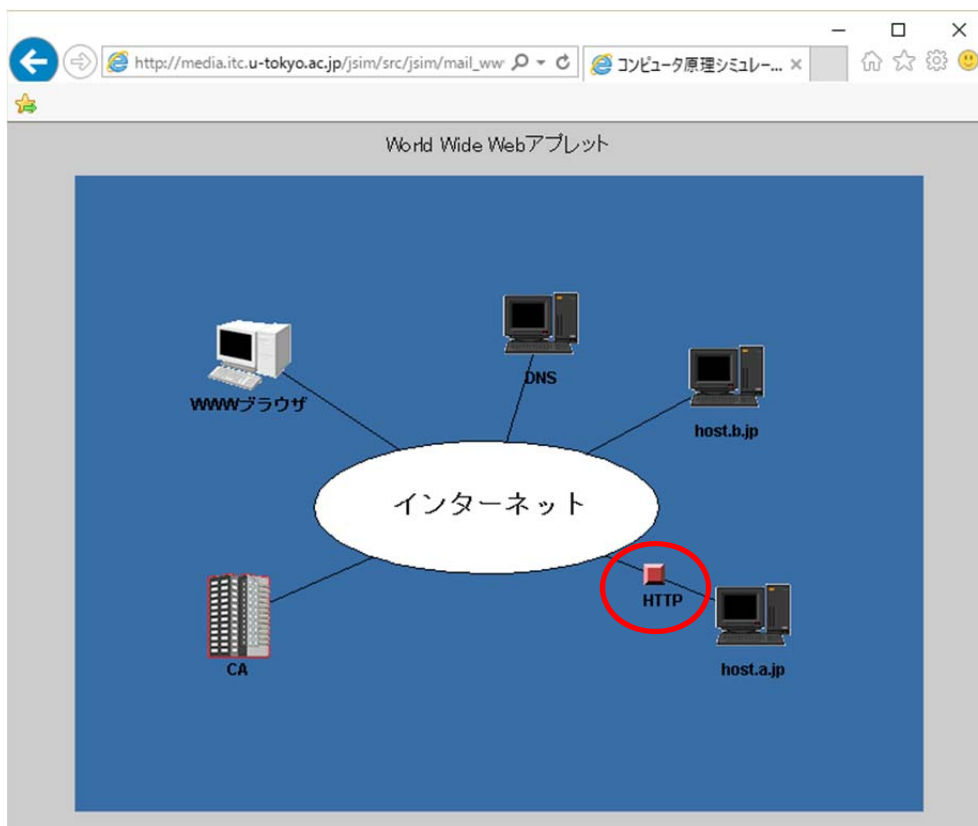 http://media.itc.u-tokyo.ac.jp/jsim/src/jsim/mail_ww
コンピュータ原理シミュレー...
World Wide Webアプレット
DNS
WWWブラウザ
host.b.jp
インターネット
HTTP
CA
host.a.jp